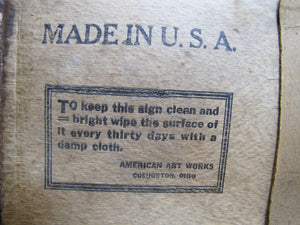 MADE IN U. S. A.
To keep this sign clean and
= bright wipe the surface of
it every thirty days with a
damp cloth.
AMERICAN ART WORKS
COSHOCTON, OHIO